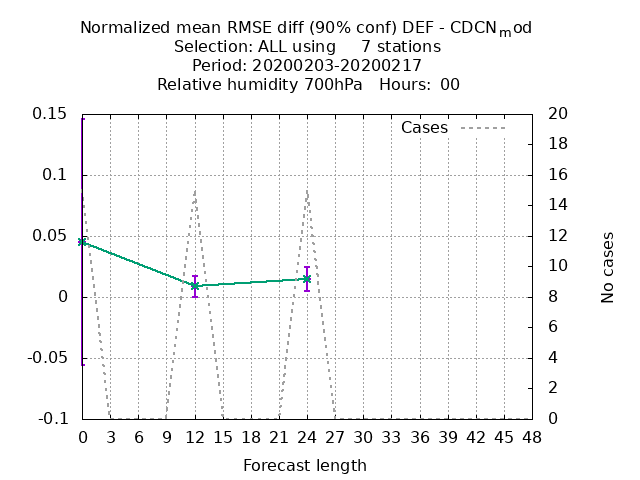 Normalized mean RMSE diff (90% conf) DEF - CDCNmod
Selection: ALL using 7 stations
Period: 20200203-20200217
Relative humidity 700hPa Hours: 00
Cases
0.15
0.1
0.05
0
-0.05
-0.1
20
18
16
14
12
10
8
6
4
2
0
No cases
0 3 6 9 12 15 18 21 24 27 30 33 36 39 42 45 48
Forecast length